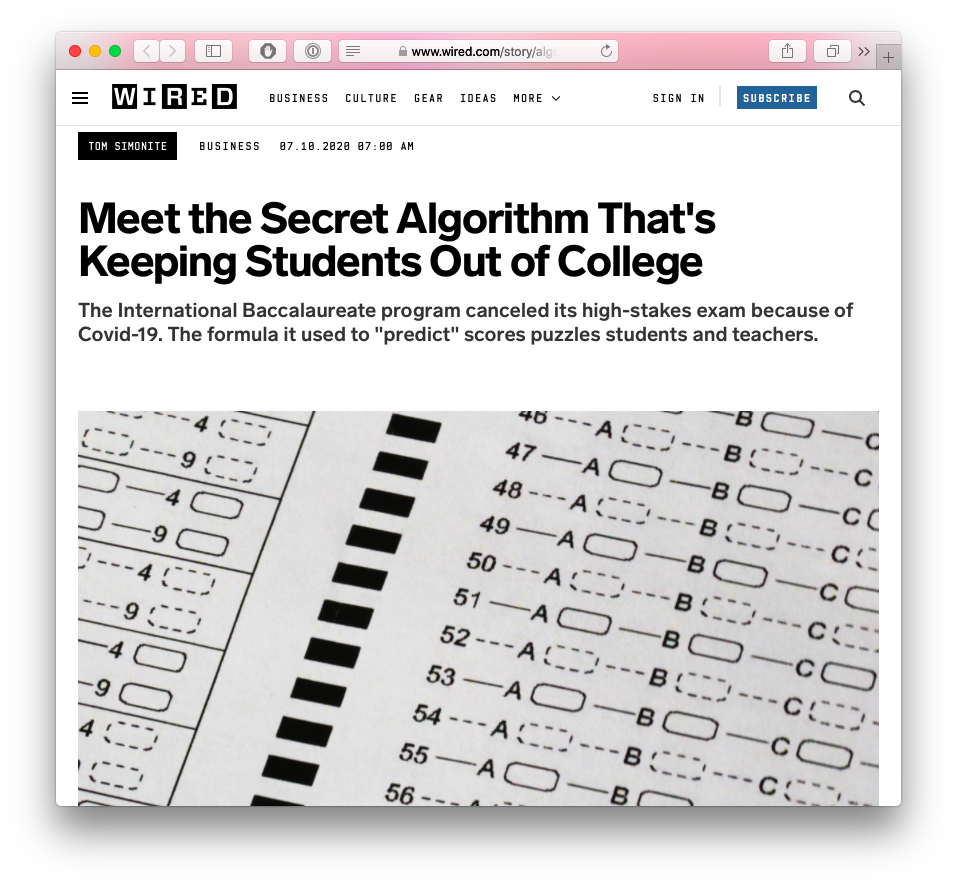 www.wired.com/story/algo
WIRED
BUSINESS CULTURE GEAR IDEAS MORE
SIGN IN
SUBSCRIBE
TOM SIMONITE BUSINESS 07.10.2020 07:00 AM
Meet the Secret Algorithm That's
Keeping Students Out of College
The International Baccalaureate program canceled its high-stakes exam because of
Covid-19. The formula it used to "predict" scores puzzles students and teachers.
4
9
4
9
4
9
4
9
4
46 A B C
47 A B C
48 A B C
49 A B C
50 A B C
51 A B C
52 A B C
53 A B C
54 A B C
55 A B
56 A